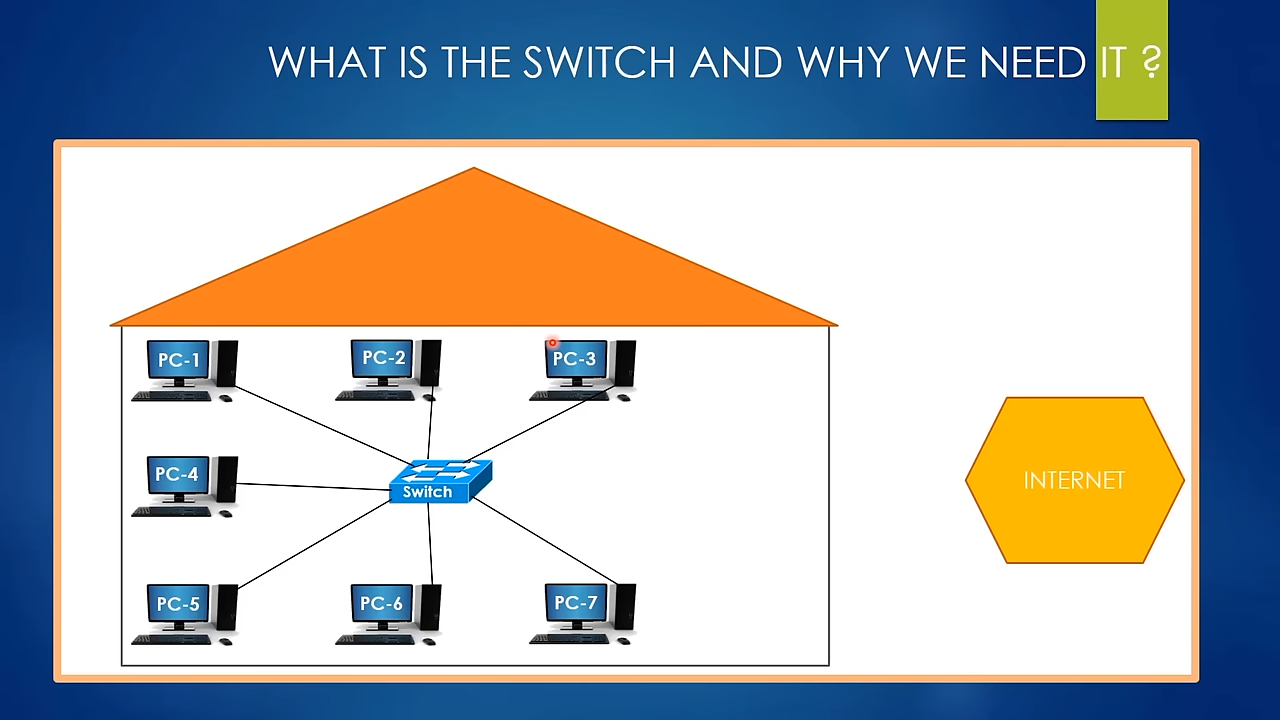 WHAT IS THE SWITCH AND WHY WE NEED IT ?
PC-1
PC-2
PC-3
PC-4
Switch
INTERNET
PC-5
PC-6
PC-7